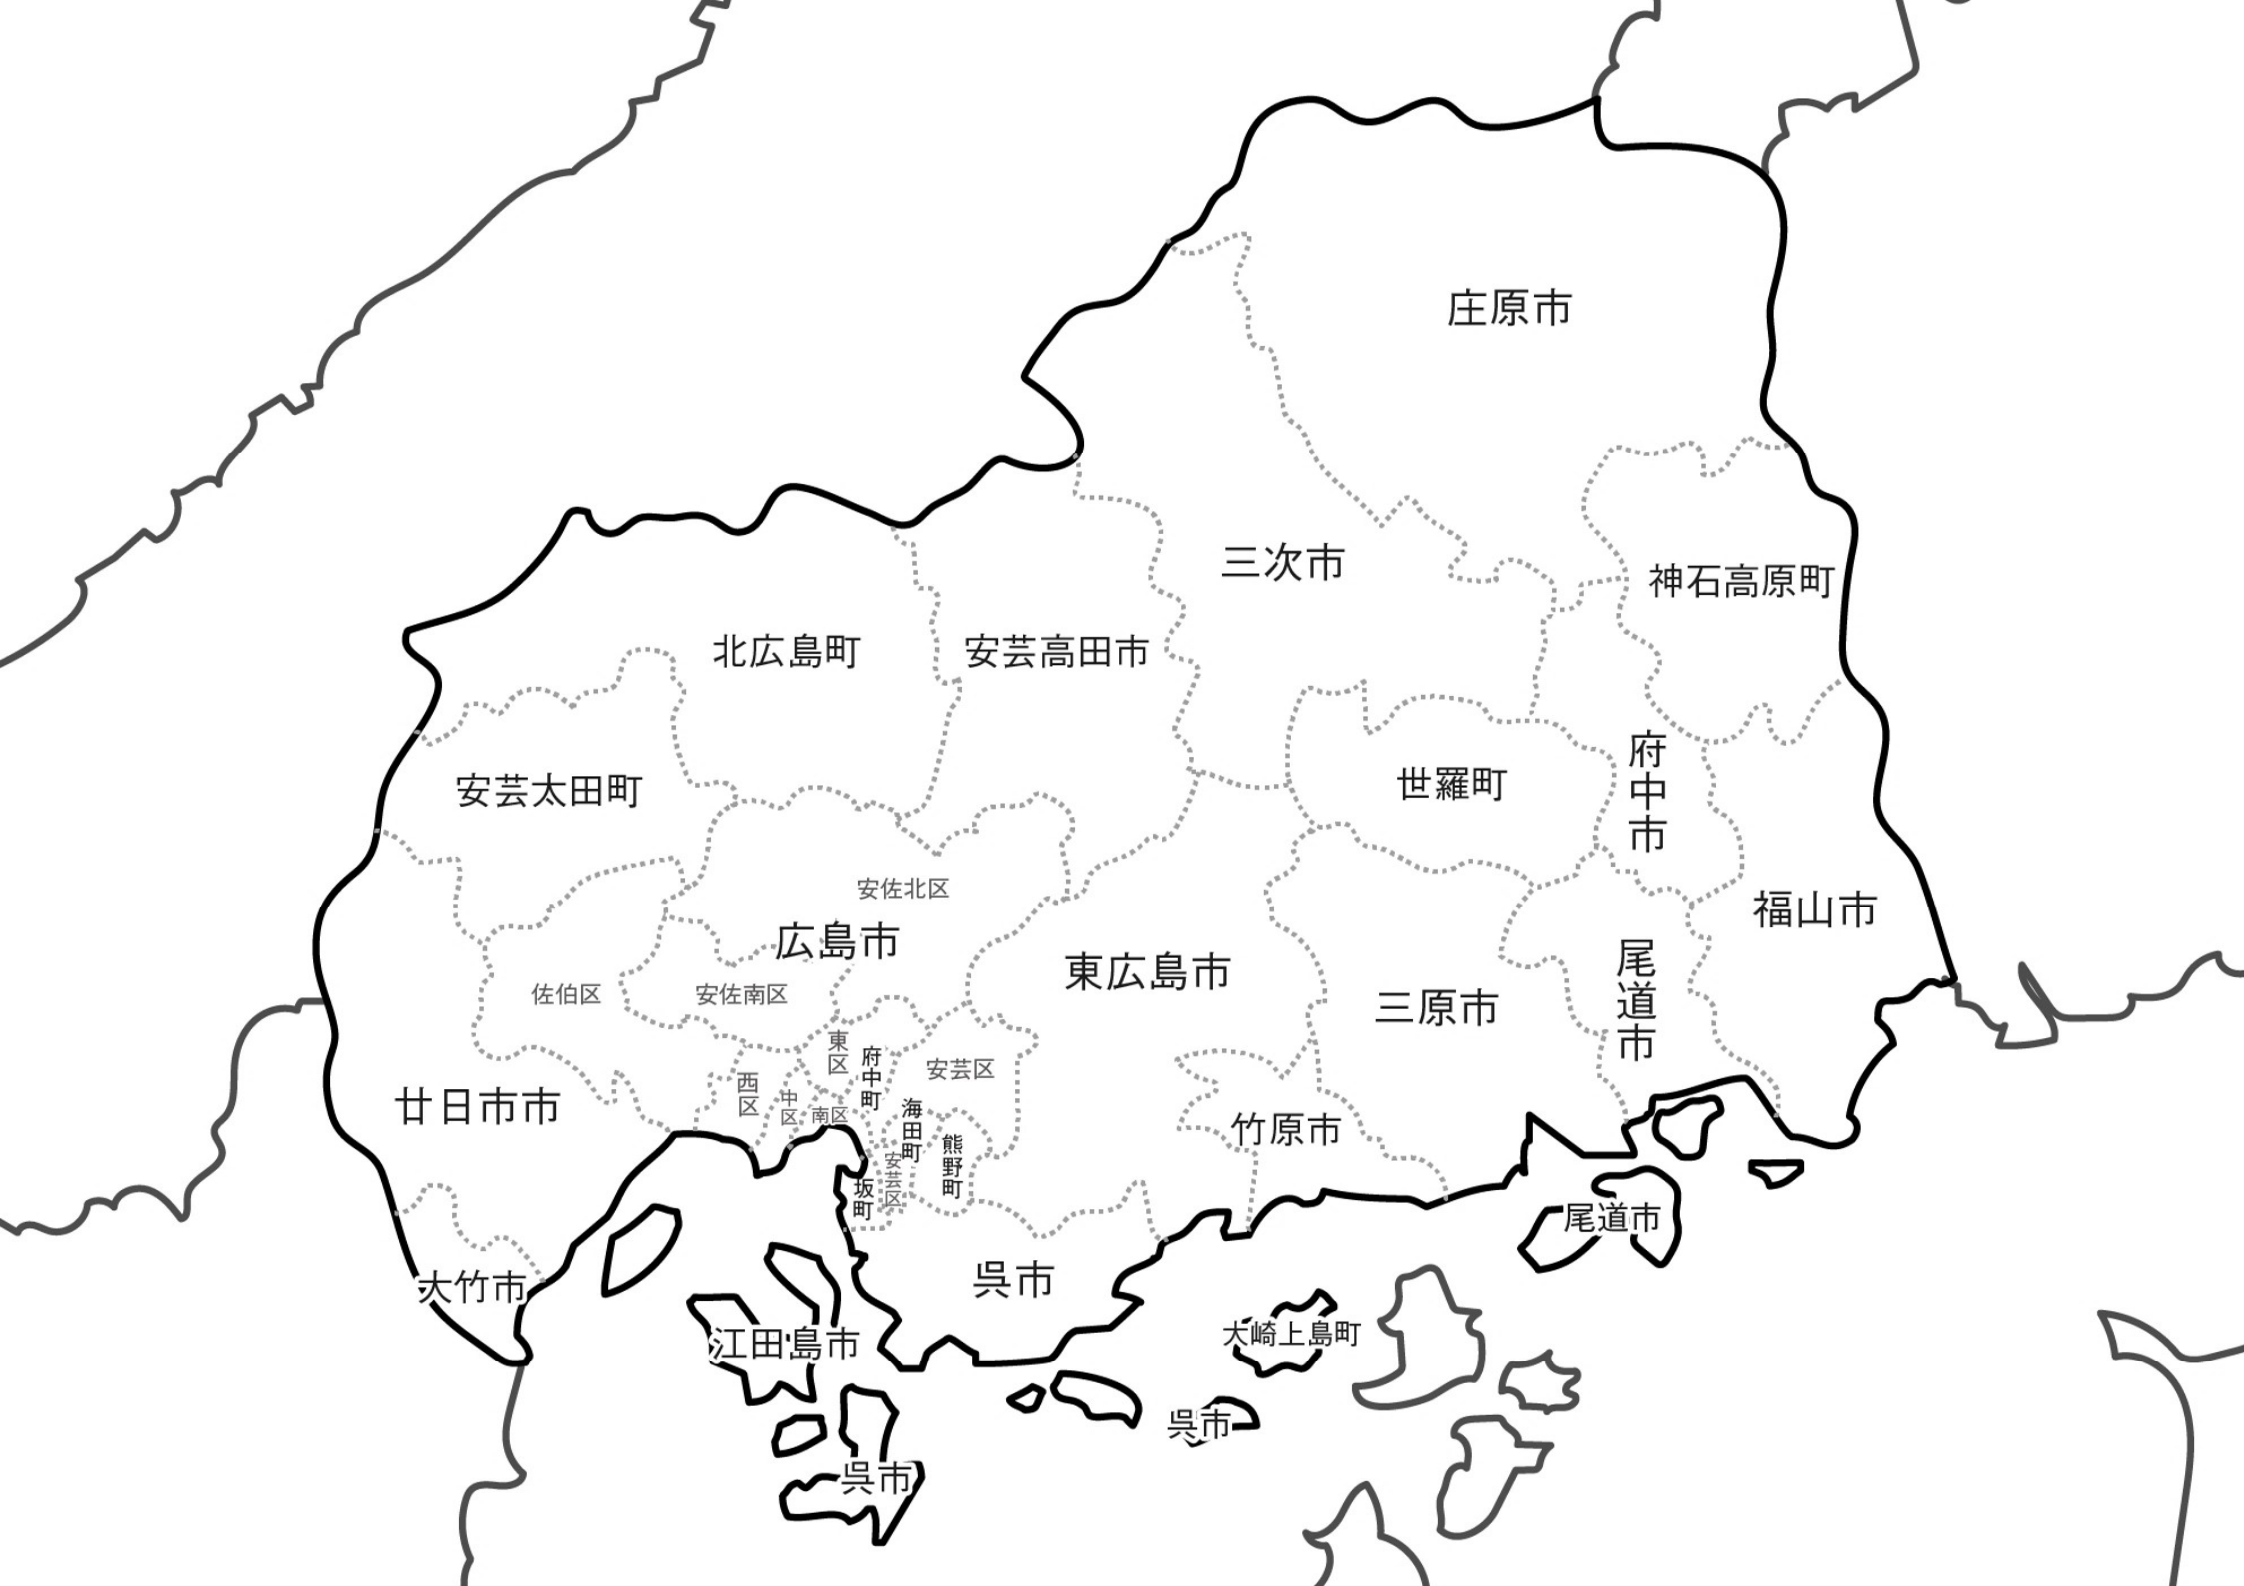 庄原市
三次市
神石高原町
北広島町
安芸高田市
安芸太田町
世羅町
府中市
安佐北区
福山市
広島市
東広島市
尾道市
佐伯区
安佐南区
三原市
東区
府中町
安芸区
西区
中区
南区
廿日市市
海田町
熊野町
竹原市
安芸区
坂町
尾道市
大竹市
呉市
江田島市
大崎上島町
呉市
呉市